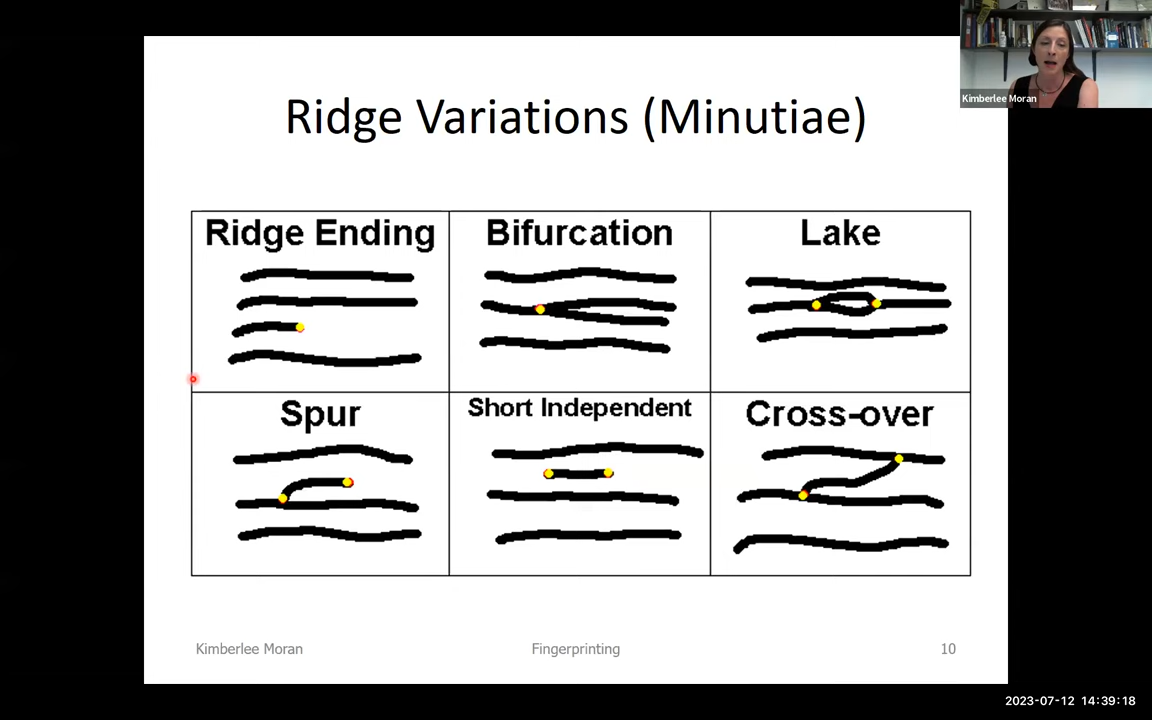 Kimberlee Moran
Ridge Variations (Minutiae)
Ridge Ending
Bifurcation
Lake
Spur
Short Independent
Cross-over
Kimberlee Moran
Fingerprinting
10
2023-07-12 14:39:18